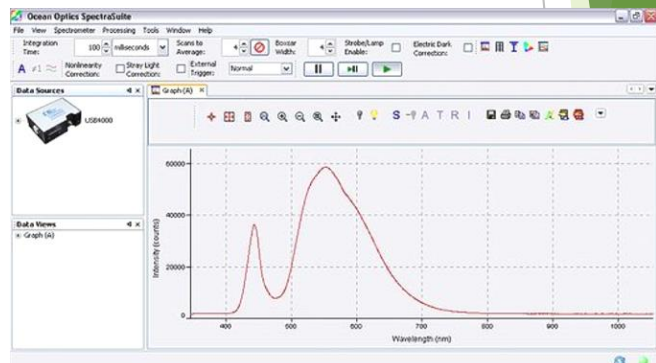 Ocean Optics SpectraSuite
File View Spectrometer Processing Tools Window Help
Integration Time: 100 milliseconds Scans to Average: 4 Boxcar Width: 4 Strobe/Lamp Enable: Electric Dark Correction:
Nonlinearity Correction: Stray Light Correction: External Trigger: Normal
Data Sources
Graph (A)
USB4000
S A T R I
Data Views
Graph (A)
Intensity (counts)
60000
40000
20000
0
400 500 600 700 800 900 1000
Wavelength (nm)